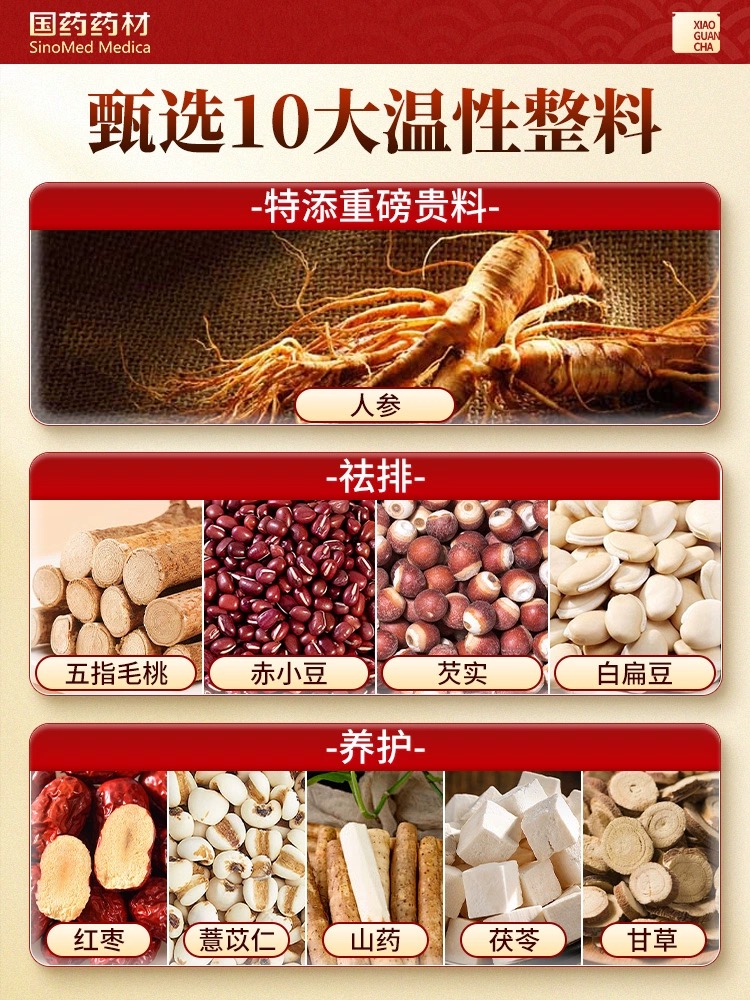 国药药材
SinoMed Medica
XIAO
GUAN
CHA
甄选10大温性整料
-特添重磅贵料-
人参
-祛排-
五指毛桃
赤小豆
芡实
白扁豆
-养护-
红枣
薏苡仁
山药
茯苓
甘草